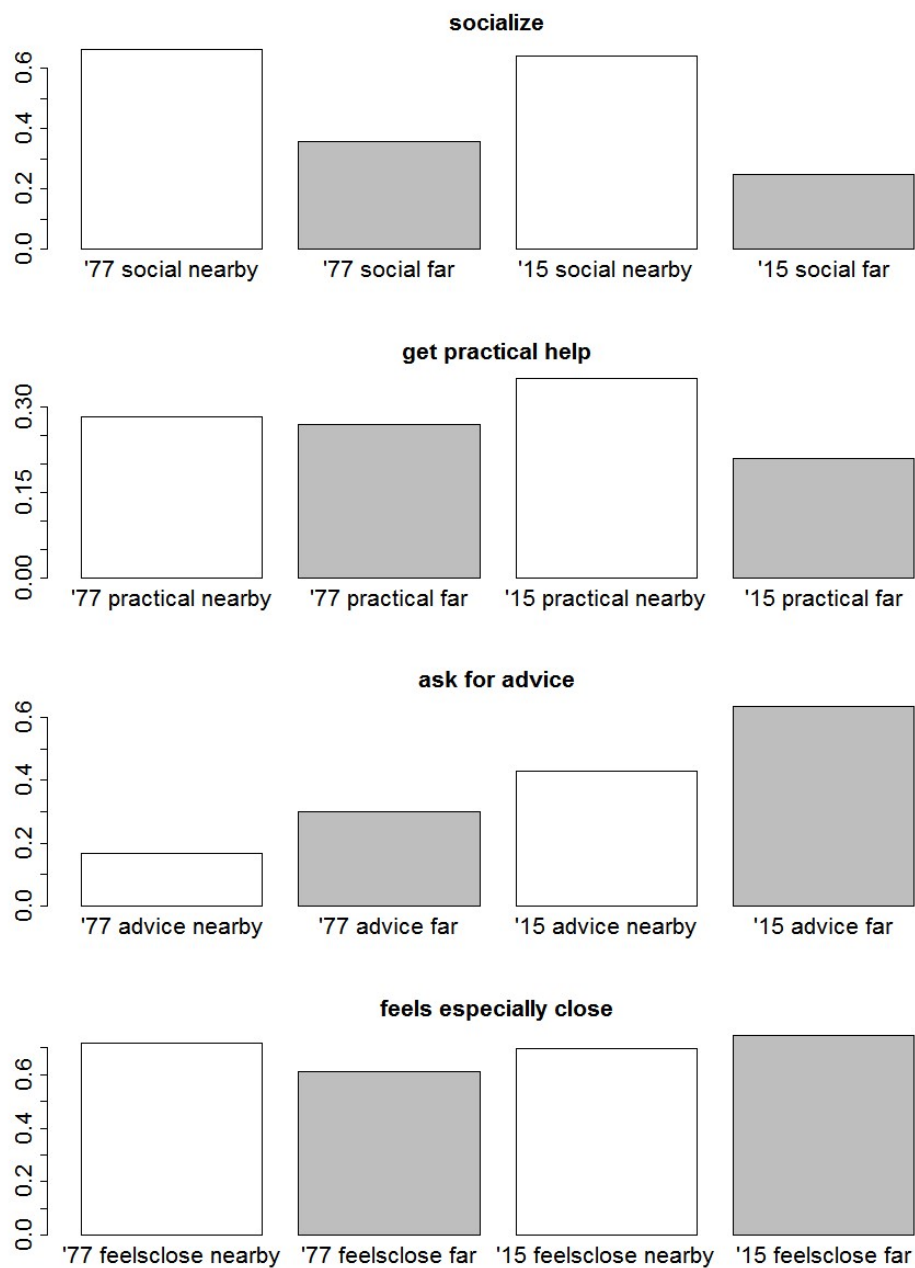 socialize
0.6
0.4
0.2
0.0
'77 social nearby '77 social far '15 social nearby '15 social far
get practical help
0.30
0.15
0.00
'77 practical nearby '77 practical far '15 practical nearby '15 practical far
ask for advice
0.6
0.4
0.2
0.0
'77 advice nearby '77 advice far '15 advice nearby '15 advice far
feels especially close
0.6
0.4
0.2
0.0
'77 feelsclose nearby '77 feelsclose far '15 feelsclose nearby '15 feelsclose far